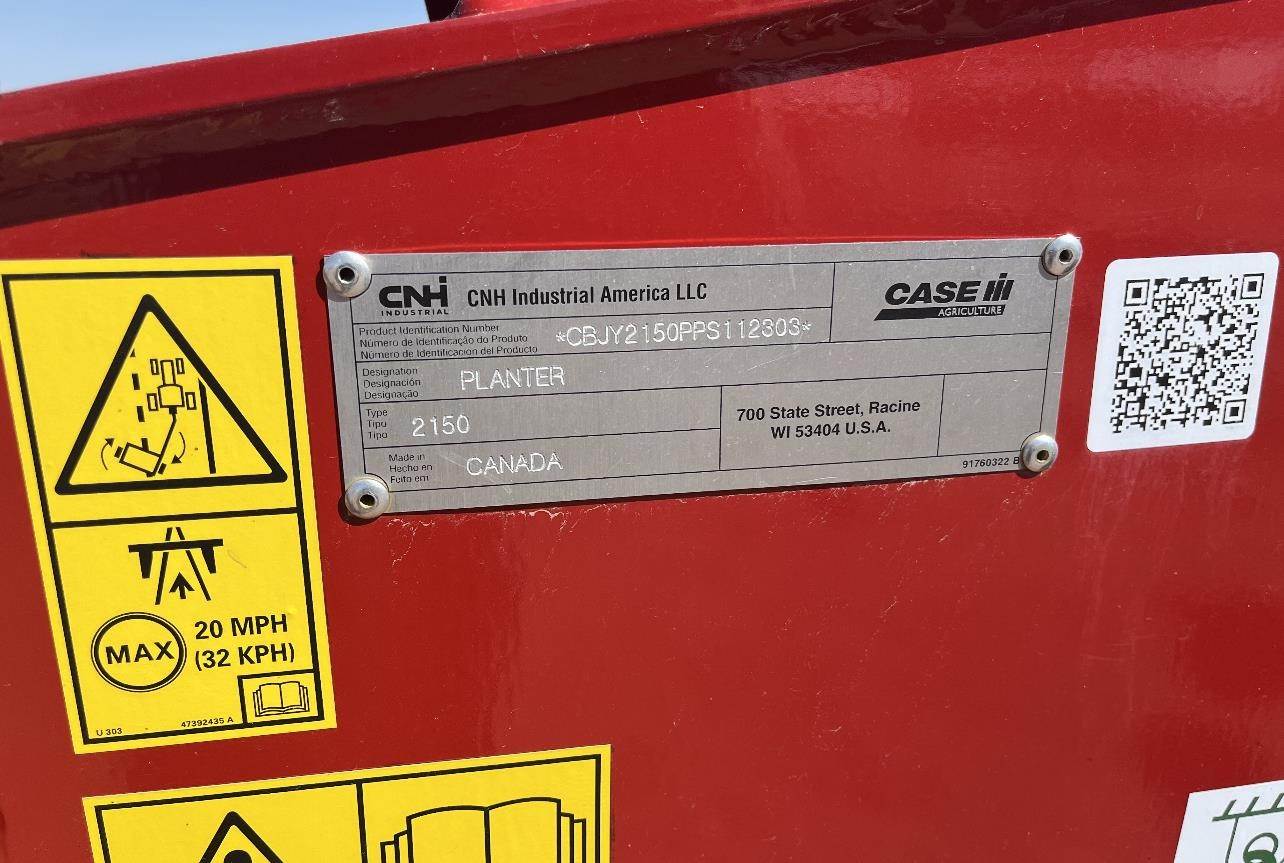 CNH
INDUSTRIAL
CNH Industrial America LLC
CASE IH
AGRICULTURE
Product Identification Number
Número de Identificação do Produto
Número de Identificacion del Producto
*CBJY2150PPS112303*
Designation
Designación
Designação
PLANTER
Type
Tipu
Tipo
2150
700 State Street, Racine
WI 53404 U.S.A.
Made in
Hecho en
Feito em
CANADA
91760322 B
MAX
20 MPH
(32 KPH)
U 303
47392435 A